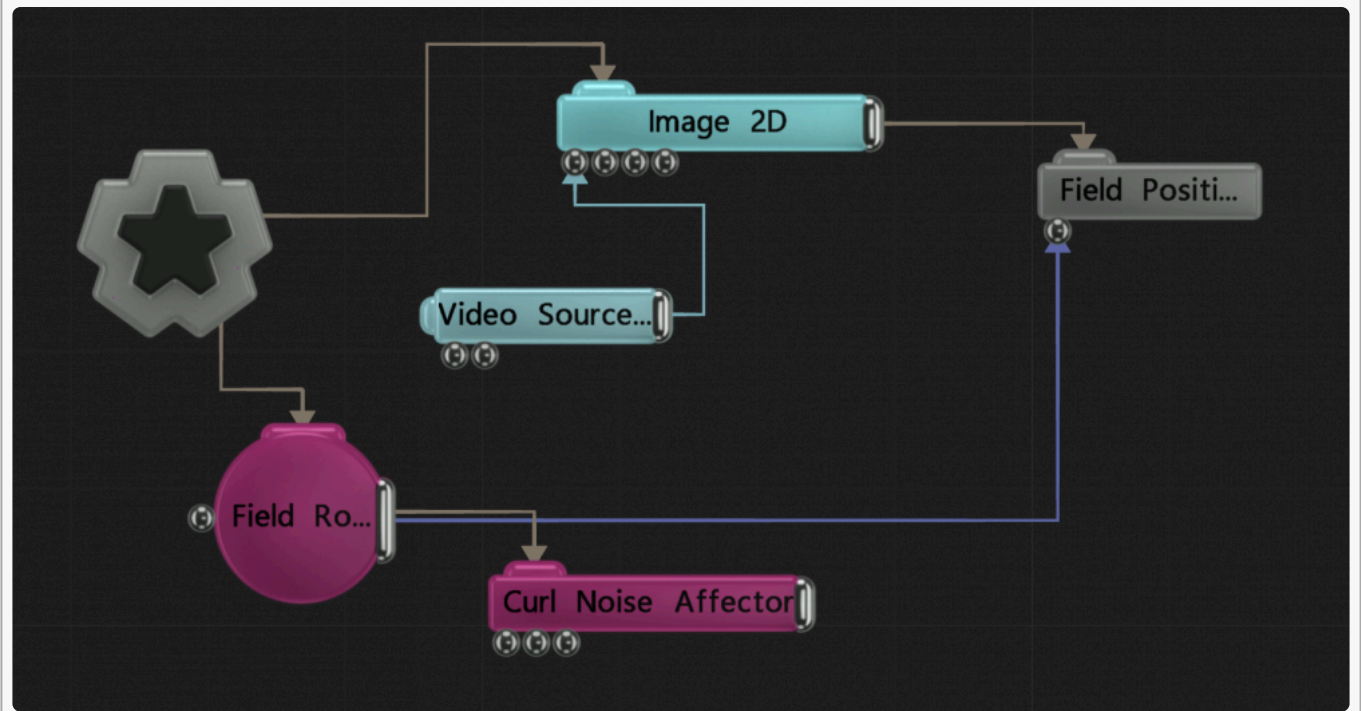 Image 2D
Field Positi...
Video Source...
Field Ro...
Curl Noise Affector